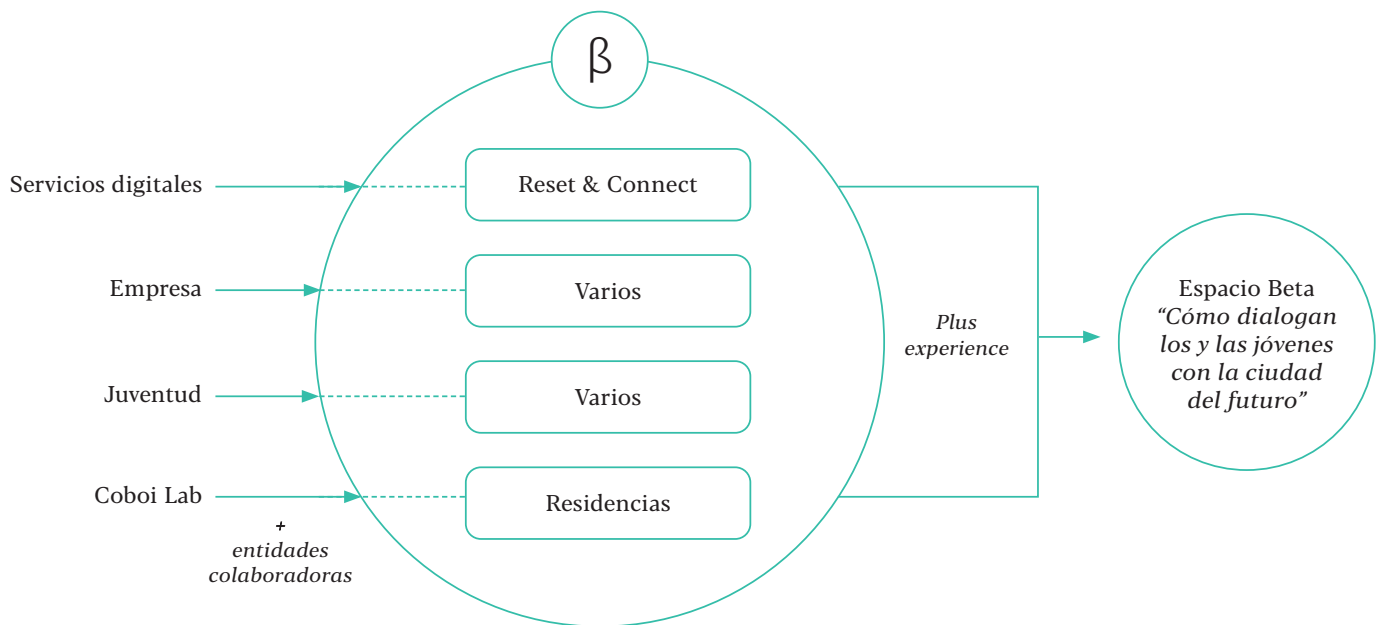 β
Servicios digitales
Reset & Connect
Empresa
Varios
Juventud
Varios
Coboi Lab
+
entidades
colaboradoras
Residencias
Plus
experience
Espacio Beta
“Cómo dialogan
los y las jóvenes
con la ciudad
del futuro”